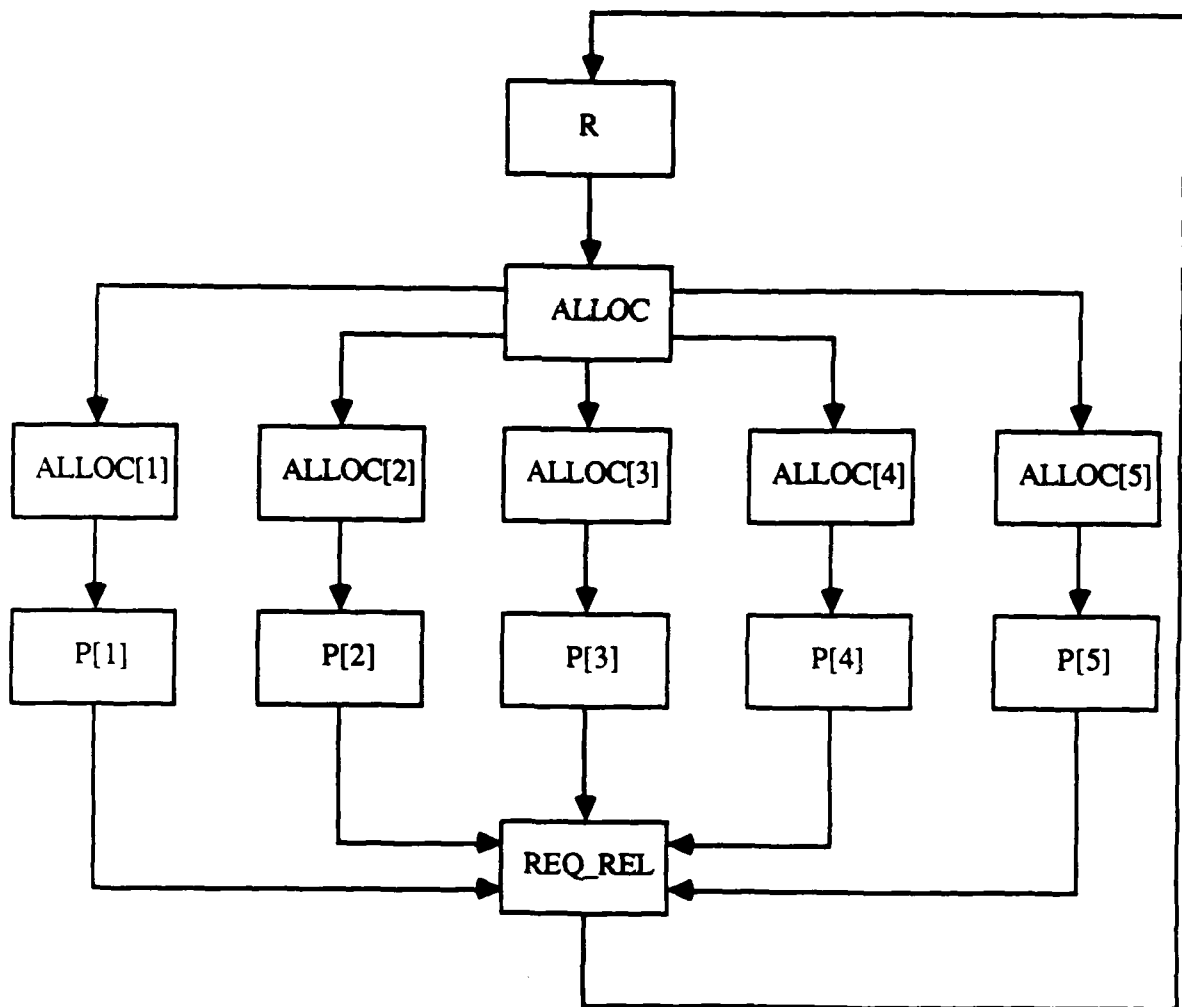 R
ALLOC
ALLOC[1]
ALLOC[2]
ALLOC[3]
ALLOC[4]
ALLOC[5]
P[1]
P[2]
P[3]
P[4]
P[5]
REQ_REL